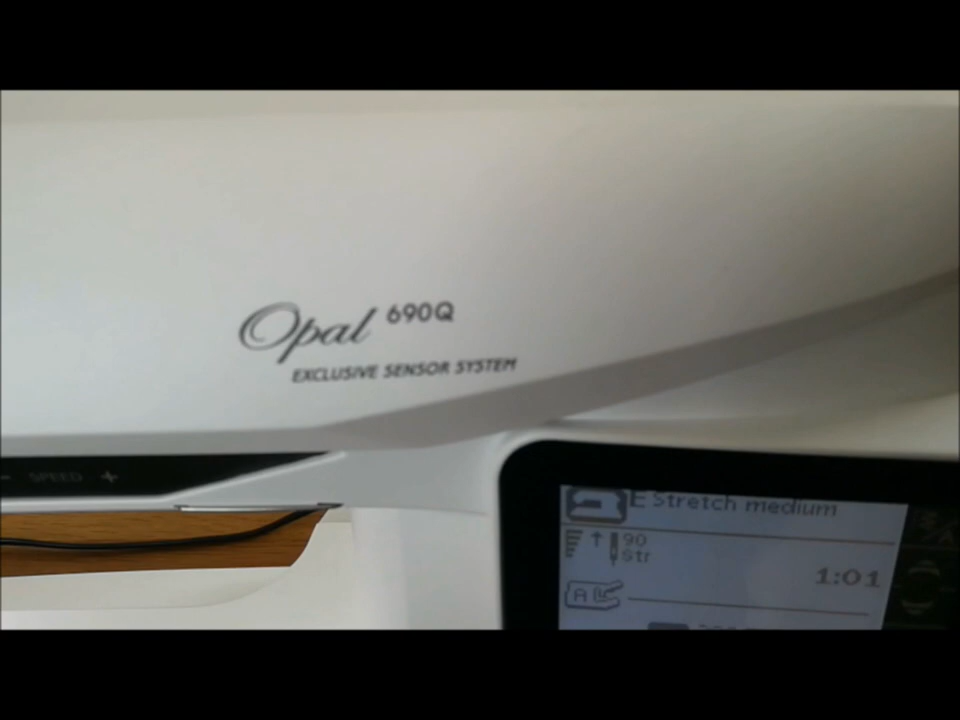 Opal 690Q
EXCLUSIVE SENSOR SYSTEM
- SPEED +
E Stretch medium
90
Str
1:01
A